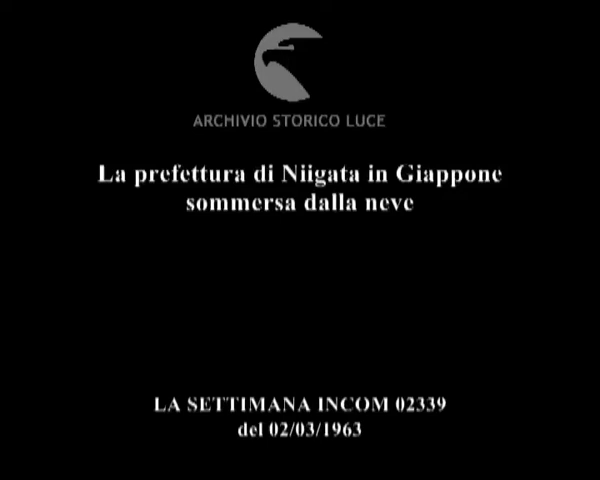 ARCHIVIO STORICO LUCE
La prefettura di Niigata in Giappone
sommersa dalla neve
LA SETTIMANA INCOM 02339
del 02/03/1963